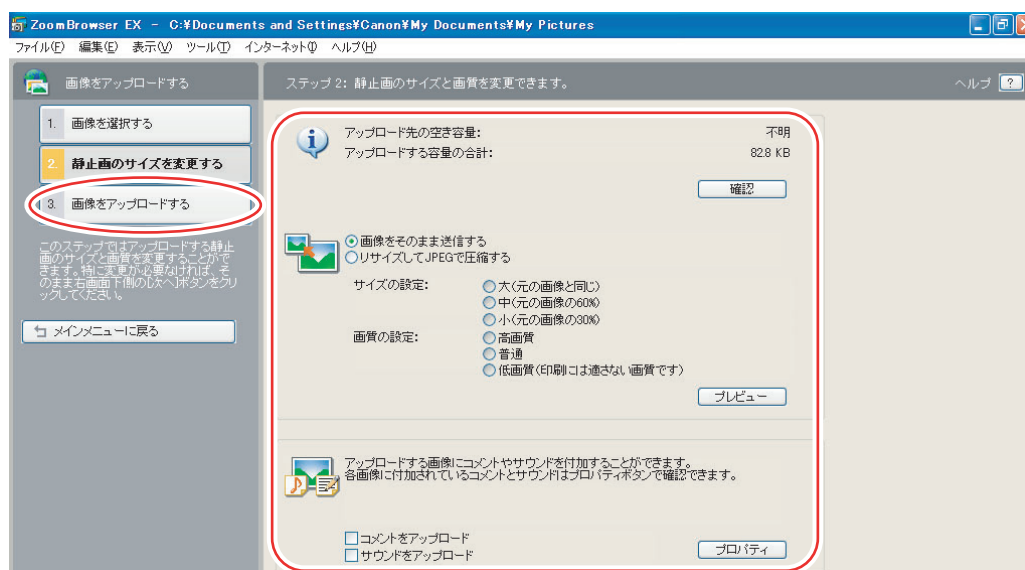 ZoomBrowser EX - C:¥Documents and Settings¥Canon¥My Documents¥My Pictures
ファイル(F) 編集(E) 表示(V) ツール(T) インターネット(I) ヘルプ(H)
画像をアップロードする
ステップ 2: 静止画のサイズと画質を変更できます。
ヘルプ ?
1. 画像を選択する
2. 静止画のサイズを変更する
3. 画像をアップロードする
このステップではアップロードする静止
画のサイズと画質を変更することがで
きます。特に変更が必要なければ、そ
のまま右画面下側の[次へ]ボタンをクリ
ックしてください。
メインメニューに戻る
アップロード先の空き容量: 不明
アップロードする容量の合計: 82.8 KB
確認
画像をそのまま送信する
リサイズしてJPEGで圧縮する
サイズの設定: 大(元の画像と同じ)
中(元の画像の60%)
小(元の画像の30%)
画質の設定: 高画質
普通
低画質(印刷には適さない画質です)
プレビュー
アップロードする画像にコメントやサウンドを付加することができます。
各画像に付加されているコメントとサウンドはプロパティボタンで確認できます。
コメントをアップロード
サウンドをアップロード
プロパティ